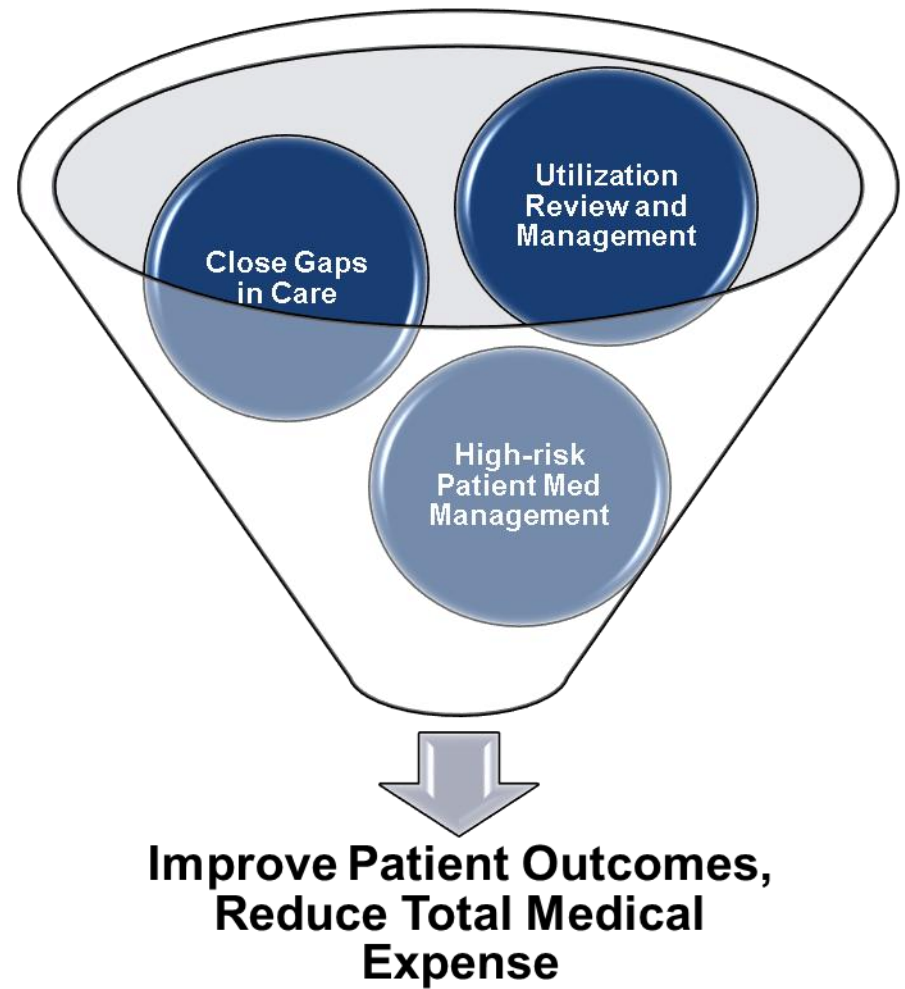 Utilization
Review and
Management
Close Gaps
in Care
High-risk
Patient Med
Management
Improve Patient Outcomes,
Reduce Total Medical
Expense